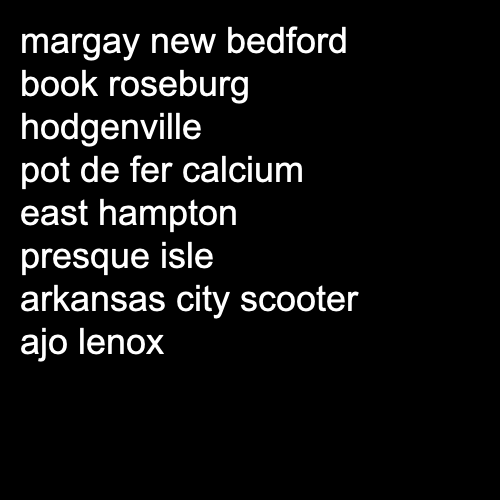 margay new bedford
book roseburg
hodgenville
pot de fer calcium
east hampton
presque isle
arkansas city scooter
ajo lenox